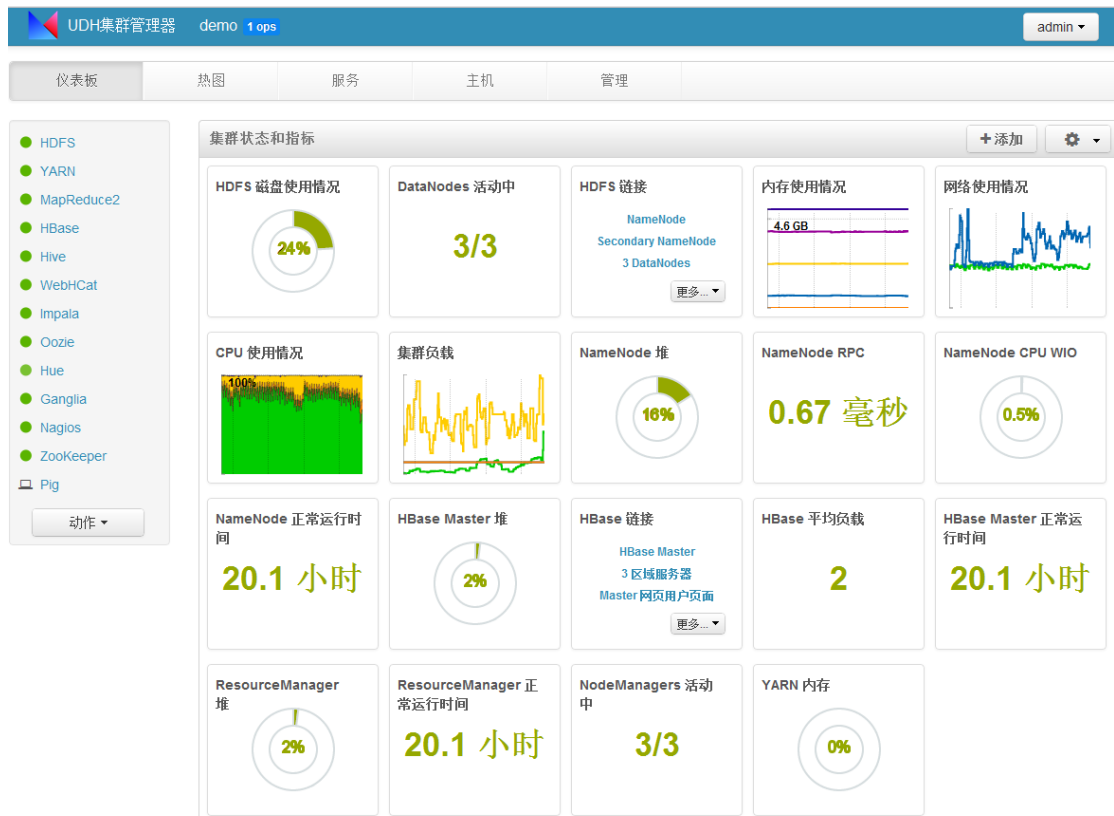 UDH集群管理器 demo 1 ops admin
仪表板 热图 服务 主机 管理
HDFS
YARN
MapReduce2
HBase
Hive
WebHCat
Impala
Oozie
Hue
Ganglia
Nagios
ZooKeeper
Pig
动作
集群状态和指标 添加
HDFS 磁盘使用情况
24%
DataNodes 活动中
3/3
HDFS 链接
NameNode
Secondary NameNode
3 DataNodes
更多...
内存使用情况
4.6 GB
网络使用情况
CPU 使用情况
100%
集群负载
NameNode 堆
16%
NameNode RPC
0.67 毫秒
NameNode CPU WIO
0.5%
NameNode 正常运行时
间
20.1 小时
HBase Master 堆
2%
HBase 链接
HBase Master
3 区域服务器
Master 网页用户页面
更多...
HBase 平均负载
2
HBase Master 正常运
行时间
20.1 小时
ResourceManager
堆
2%
ResourceManager 正
常运行时间
20.1 小时
NodeManagers 活动
中
3/3
YARN 内存
0%